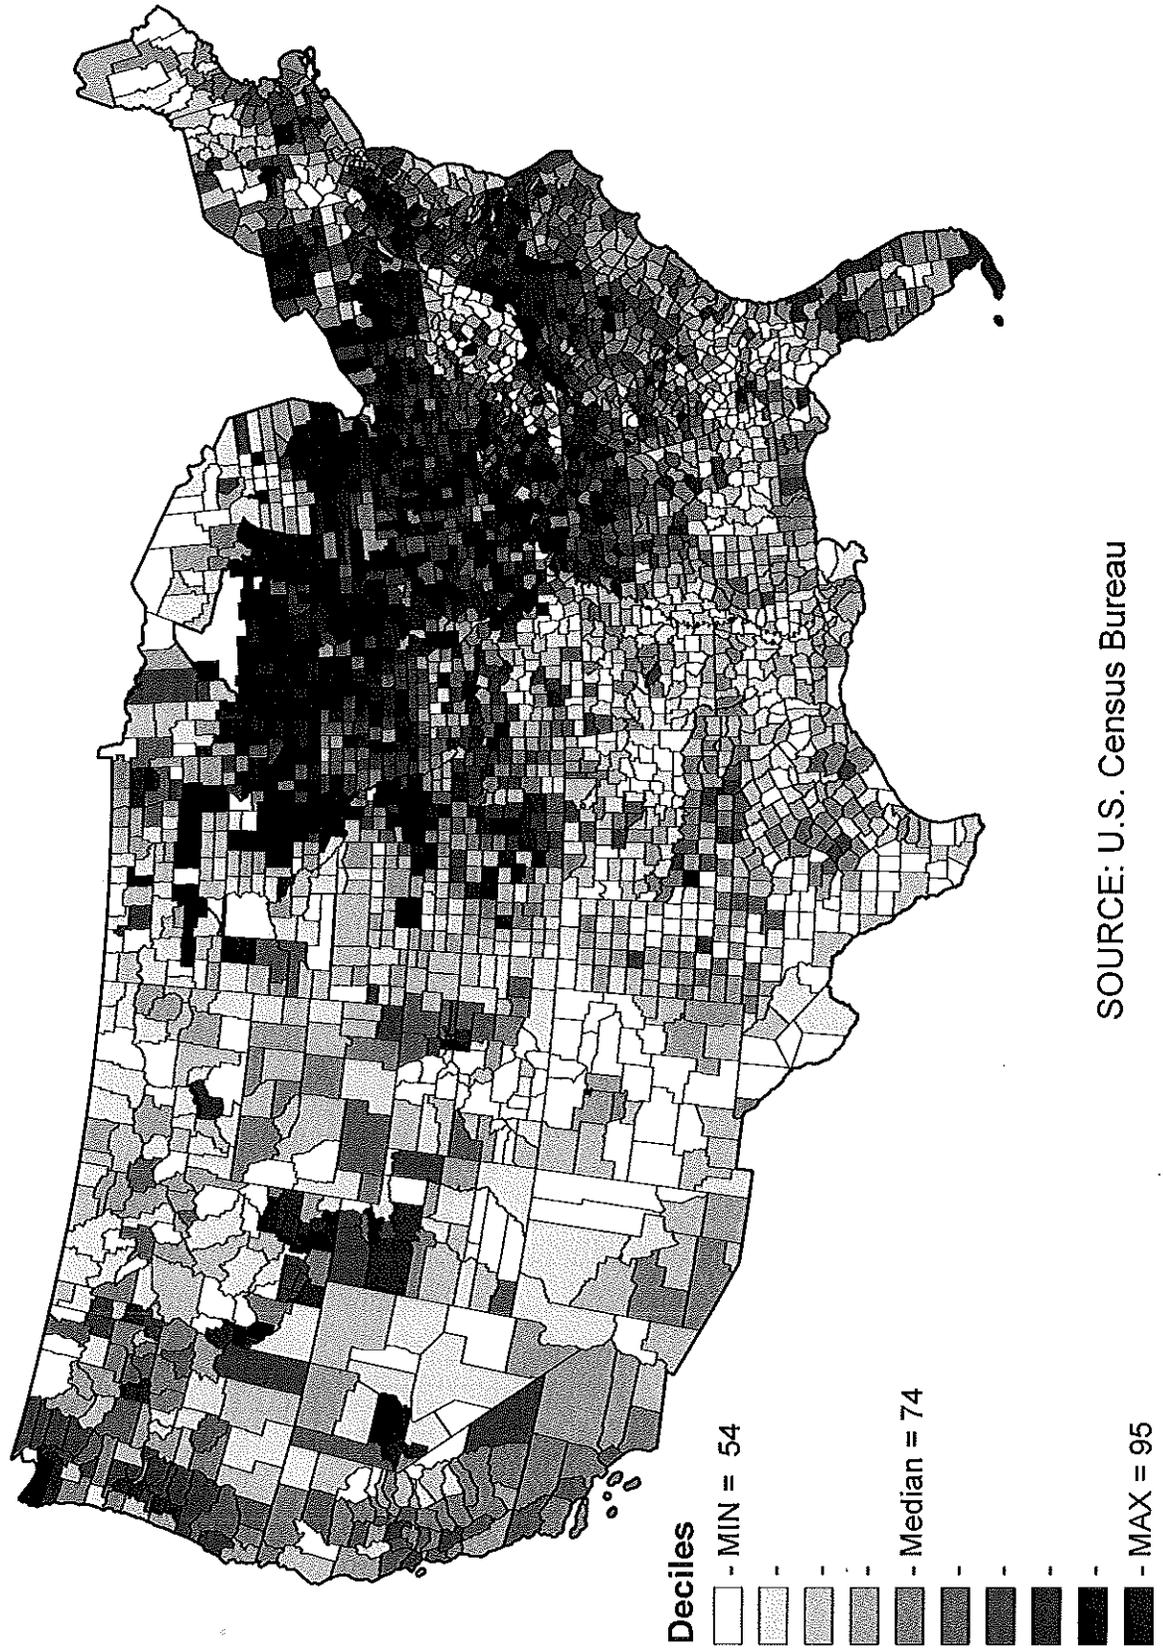 Deciles
- MIN = 54
-
-
-
- Median = 74
-
-
-
-
- MAX = 95
SOURCE: U.S. Census Bureau